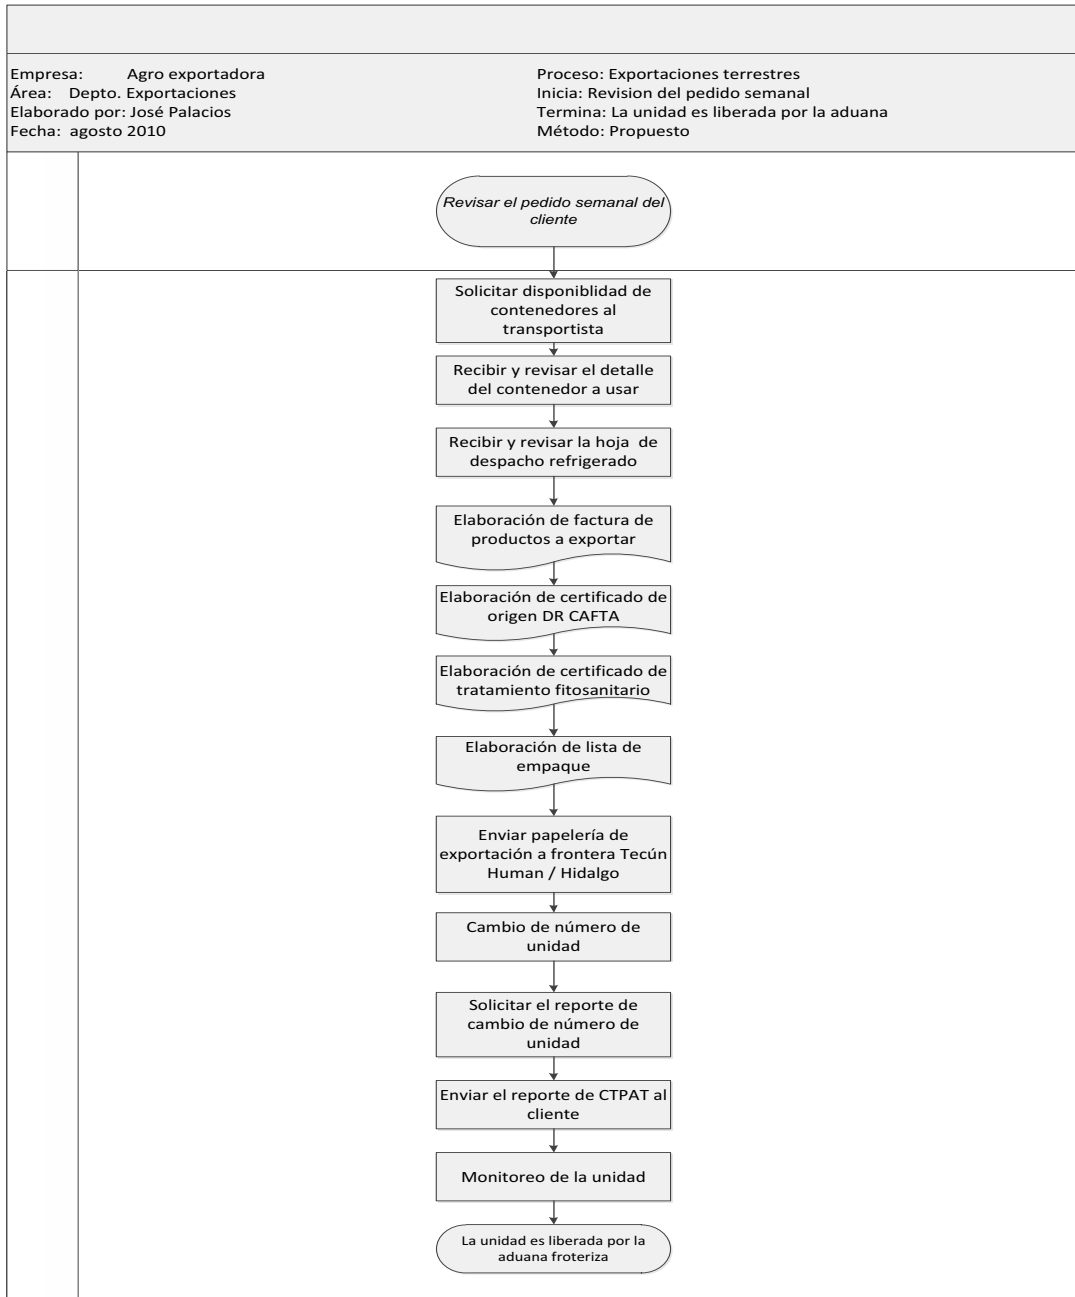 Empresa: Agro exportadora
Área: Depto. Exportaciones
Elaborado por: José Palacios
Fecha: agosto 2010
Proceso: Exportaciones terrestres
Inicia: Revision del pedido semanal
Termina: La unidad es liberada por la aduana
Método: Propuesto
Revisar el pedido semanal del
cliente
Solicitar disponiblidad de
contenedores al
transportista
Recibir y revisar el detalle
del contenedor a usar
Recibir y revisar la hoja de
despacho refrigerado
Elaboración de factura de
productos a exportar
Elaboración de certificado de
origen DR CAFTA
Elaboración de certificado de
tratamiento fitosanitario
Elaboración de lista de
empaque
Enviar papelería de
exportación a frontera Tecún
Human / Hidalgo
Cambio de número de
unidad
Solicitar el reporte de
cambio de número de
unidad
Enviar el reporte de CTPAT al
cliente
Monitoreo de la unidad
La unidad es liberada por la
aduana froteriza